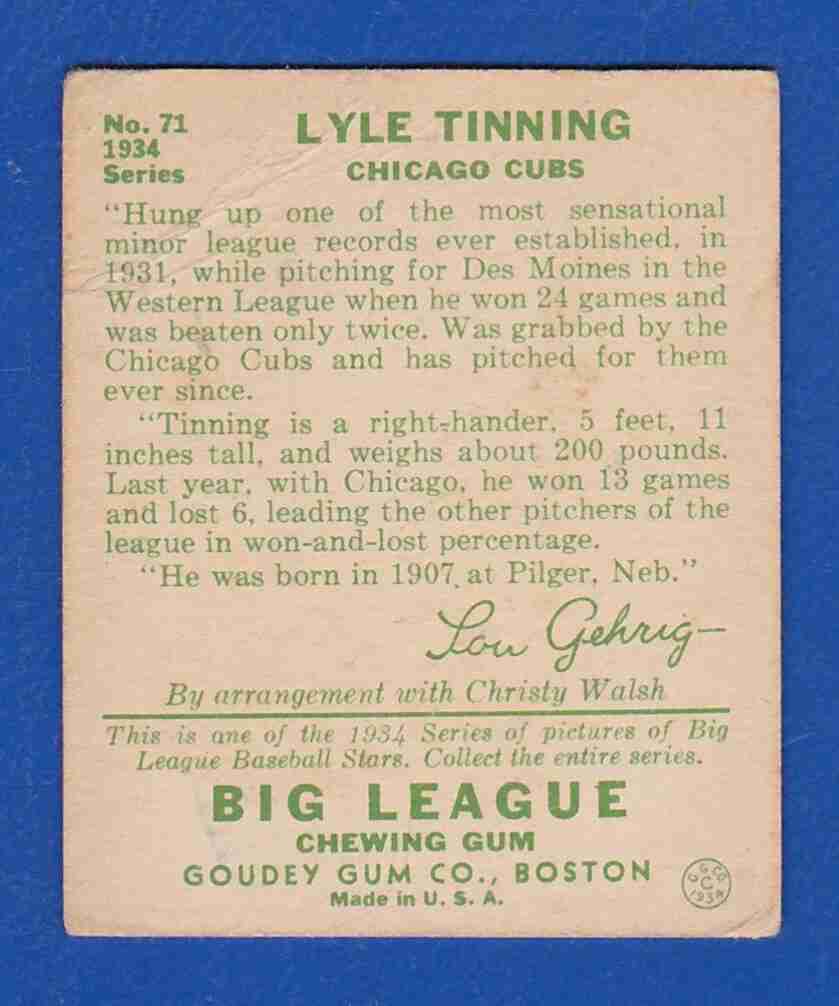 No. 71
1934
Series
LYLE TINNING
CHICAGO CUBS
"Hung up one of the most sensational
minor league records ever established, in
1931, while pitching for Des Moines in the
Western League when he won 24 games and
was beaten only twice. Was grabbed by the
Chicago Cubs and has pitched for them
ever since.
"Tinning is a right-hander, 5 feet, 11
inches tall, and weighs about 200 pounds.
Last year, with Chicago, he won 13 games
and lost 6, leading the other pitchers of the
league in won-and-lost percentage.
"He was born in 1907, at Pilger, Neb."
Lou Gehrig
By arrangement with Christy Walsh
This is one of the 1934 Series of pictures of Big
League Baseball Stars. Collect the entire series.
BIG LEAGUE
CHEWING GUM
GOUDEY GUM CO., BOSTON
Made in U. S. A.
G. G. CO.
C
1934